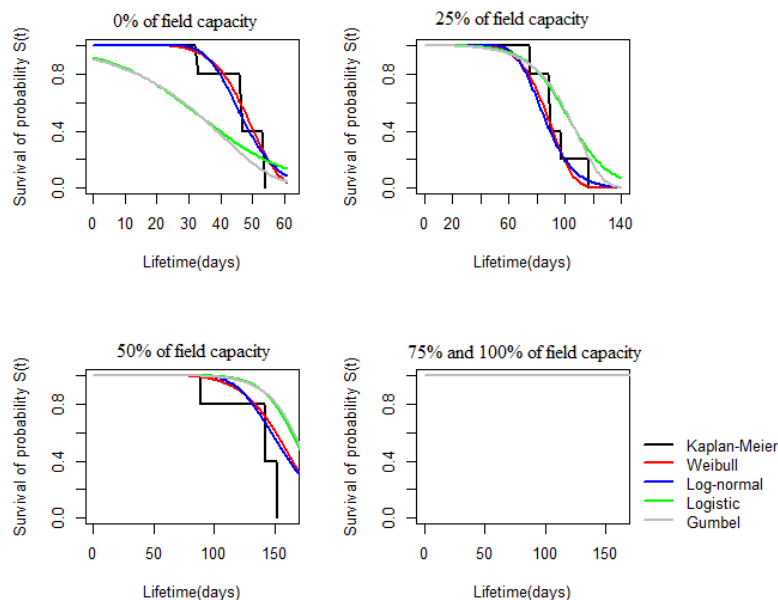 0% of field capacity
Survival of probability S(t)
0.0 0.4 0.8
0 10 20 30 40 50 60
Lifetime(days)
25% of field capacity
Survival of probability S(t)
0.0 0.4 0.8
0 20 60 100 140
Lifetime(days)
50% of field capacity
Survival of probability S(t)
0.0 0.4 0.8
0 50 100 150
Lifetime(days)
75% and 100% of field capacity
Survival of probability S(t)
0.0 0.4 0.8
0 50 100 150
Lifetime(days)
Kaplan-Meier
Weibull
Log-normal
Logistic
Gumbel